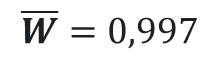 W̅ = 0,997